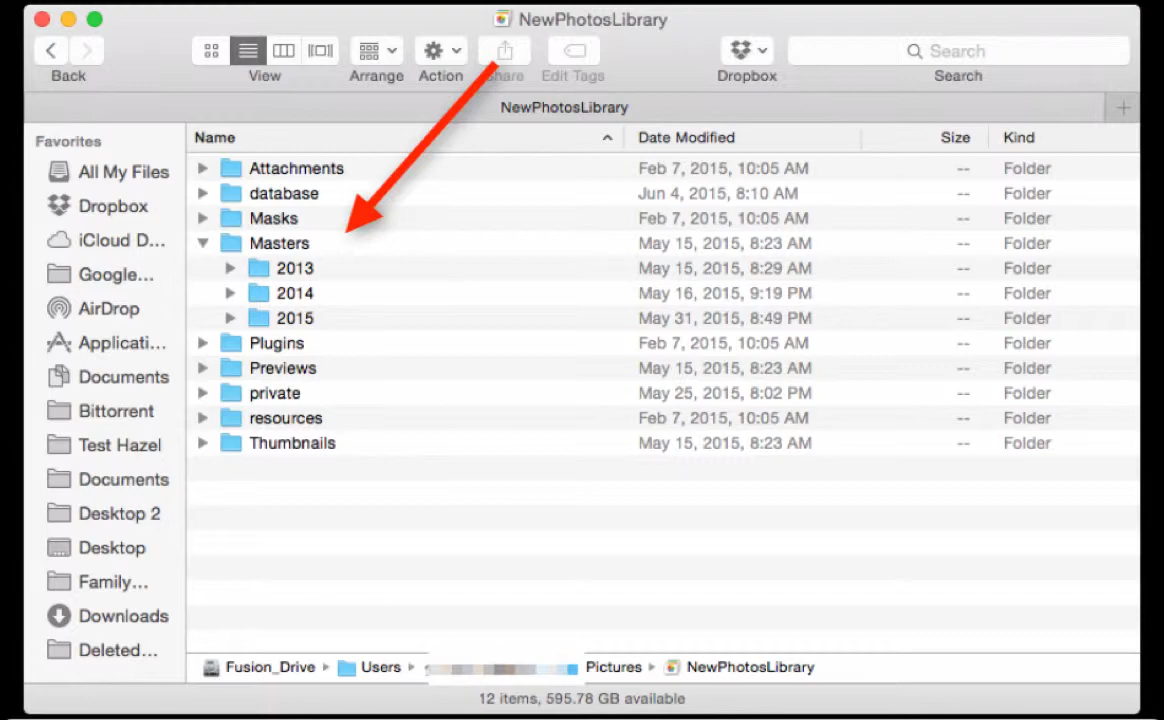 NewPhotosLibrary
Back View Arrange Action Share Edit Tags Dropbox Search Search
NewPhotosLibrary
Favorites
All My Files
Dropbox
iCloud D...
Google...
AirDrop
Applicati...
Documents
Bittorrent
Test Hazel
Documents
Desktop 2
Desktop
Family...
Downloads
Deleted...
Name Date Modified Size Kind
Attachments Feb 7, 2015, 10:05 AM -- Folder
database Jun 4, 2015, 8:10 AM -- Folder
Masks Feb 7, 2015, 10:05 AM -- Folder
Masters May 15, 2015, 8:23 AM -- Folder
2013 May 15, 2015, 8:29 AM -- Folder
2014 May 16, 2015, 9:19 PM -- Folder
2015 May 31, 2015, 8:49 PM -- Folder
Plugins Feb 7, 2015, 10:05 AM -- Folder
Previews May 15, 2015, 8:23 AM -- Folder
private May 25, 2015, 8:02 PM -- Folder
resources Feb 7, 2015, 10:05 AM -- Folder
Thumbnails May 15, 2015, 8:23 AM -- Folder
Fusion_Drive Users Pictures NewPhotosLibrary
12 items, 595.78 GB available